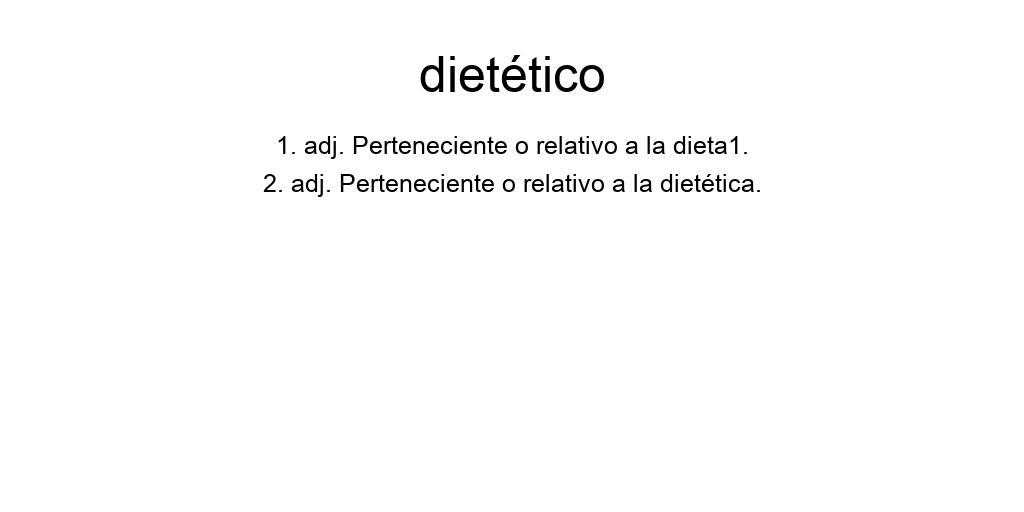 dietético
1. adj. Perteneciente o relativo a la dieta1.
2. adj. Perteneciente o relativo a la dietética.